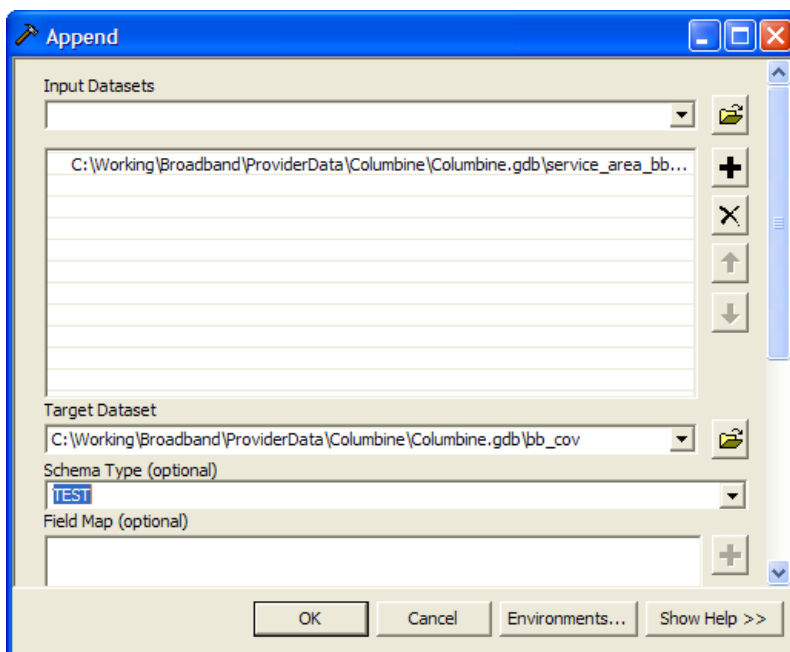 Append
Input Datasets
C:\Working\Broadband\ProviderData\Columbine\Columbine.gdb\service_area_bb...
Target Dataset
C:\Working\Broadband\ProviderData\Columbine\Columbine.gdb\bb_cov
Schema Type (optional)
TEST
Field Map (optional)
OK Cancel Environments... Show Help >>